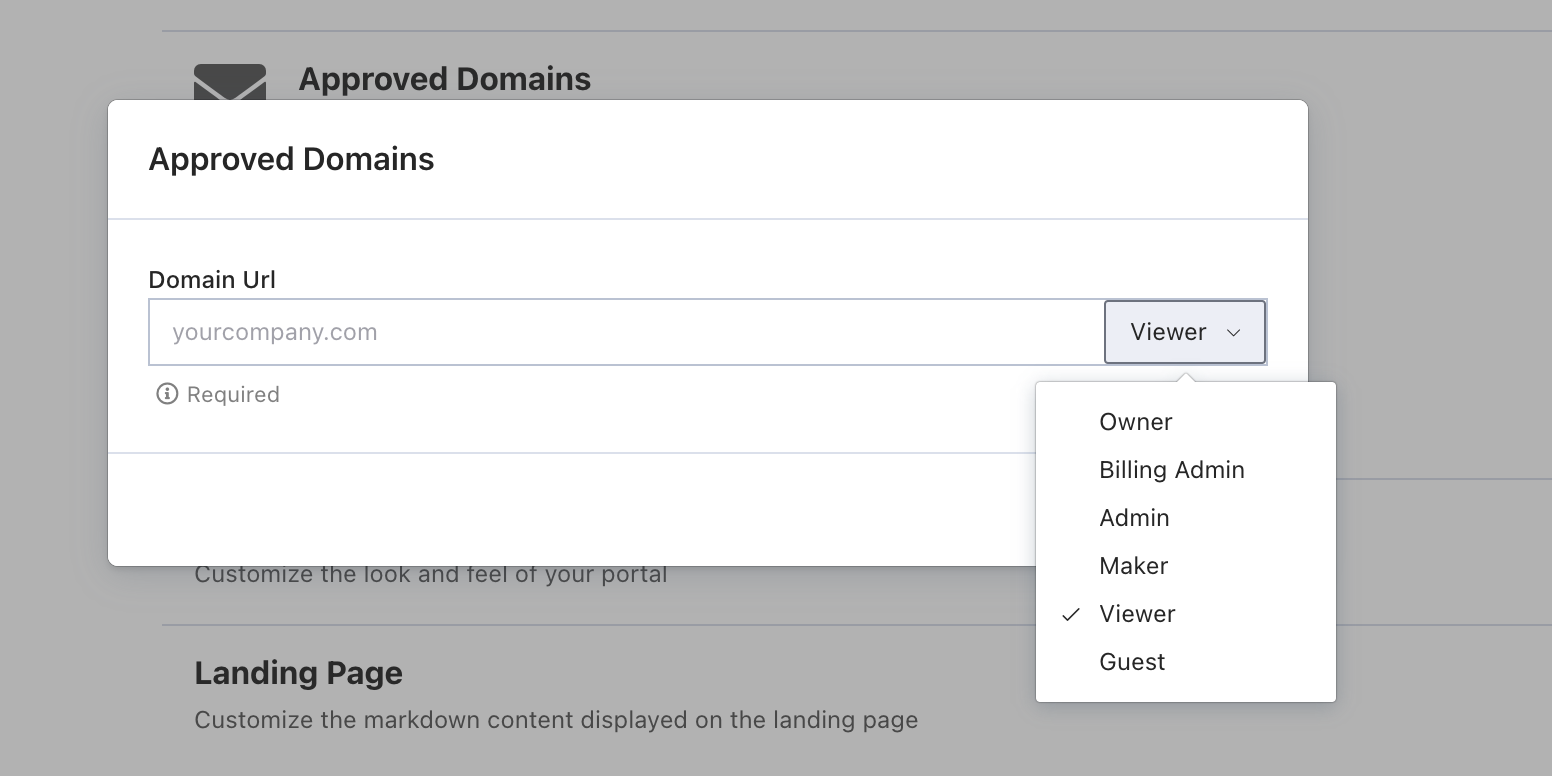 Approved Domains
Approved Domains
Domain Url
yourcompany.com
Viewer
Required
Owner
Billing Admin
Admin
Maker
Viewer
Guest
Customize the look and feel of your portal
Landing Page
Customize the markdown content displayed on the landing page